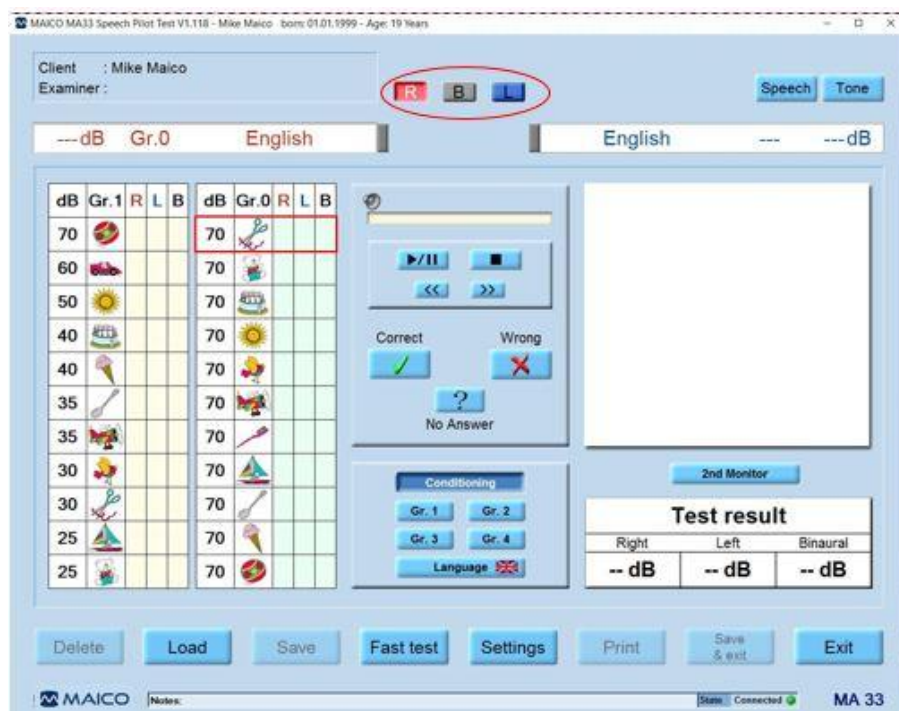 MAICO MA33 Speech Pilot Test V1.118 - Mike Maico born: 01.01.1999 - Age: 19 Years
Client : Mike Maico
Examiner :
R B L
Speech Tone
--- dB Gr.0 English
English --- ---dB
dB Gr.1 R L B dB Gr.0 R L B
70 70
60 70
50 70
40 70
40 70
35 70
35 70
30 70
30 70
25 70
25 70
▶/II ■
<< >>
Correct Wrong
?
No Answer
Conditioning
Gr. 1 Gr. 2
Gr. 3 Gr. 4
Language
2nd Monitor
Test result
Right Left Binaural
-- dB -- dB -- dB
Delete Load Save Fast test Settings Print Save & exit Exit
MAICO Notes: State Connected MA 33